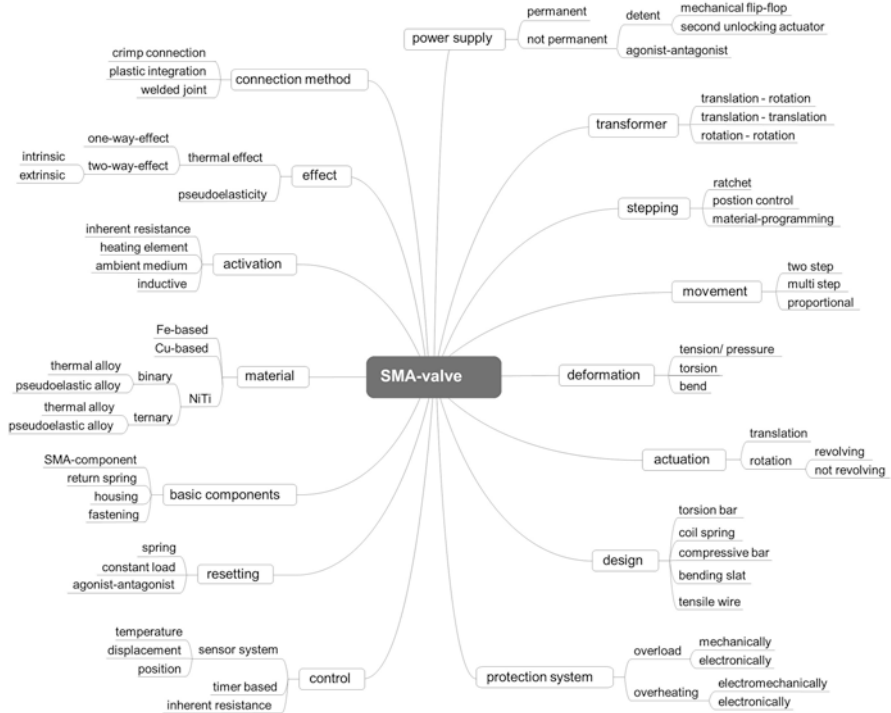 power supply
permanent
not permanent
detent
mechanical flip-flop
second unlocking actuator
agonist-antagonist
connection method
crimp connection
plastic integration
welded joint
transformer
translation - rotation
translation - translation
rotation - rotation
effect
one-way-effect
two-way-effect
intrinsic
extrinsic
thermal effect
pseudoelasticity
stepping
ratchet
postion control
material-programming
activation
inherent resistance
heating element
ambient medium
inductive
movement
two step
multi step
proportional
SMA-valve
material
Fe-based
Cu-based
NiTi
binary
thermal alloy
pseudoelastic alloy
ternary
thermal alloy
pseudoelastic alloy
deformation
tension/ pressure
torsion
bend
actuation
translation
rotation
revolving
not revolving
basic components
SMA-component
return spring
housing
fastening
design
torsion bar
coil spring
compressive bar
bending slat
tensile wire
resetting
spring
constant load
agonist-antagonist
control
sensor system
temperature
displacement
position
timer based
inherent resistance
protection system
overload
mechanically
electronically
overheating
electromechanically
electronically